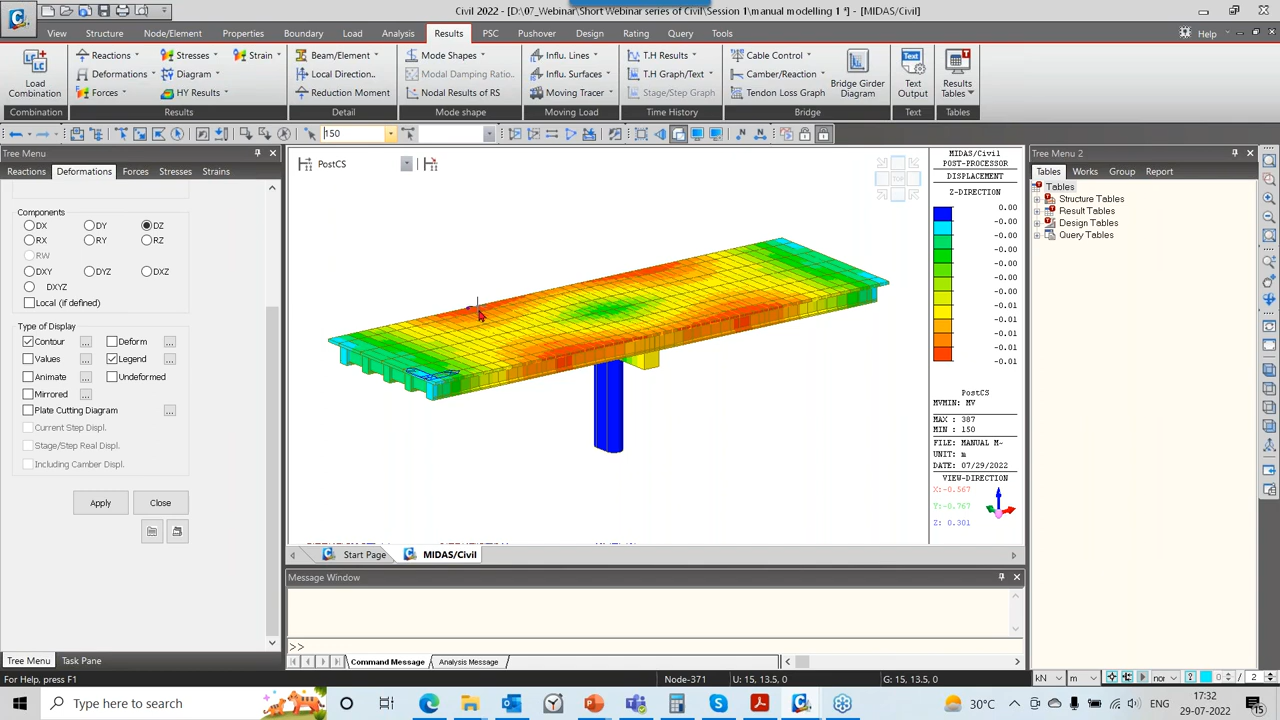 Civil 2022 - [D:\07_Webinar\Short Webinar series of Civil\Session 1\manual modelling 1 *] - [MIDAS/Civil]
View Structure Node/Element Properties Boundary Load Analysis Results PSC Pushover Design Rating Query Tools Help
Load Combination
Reactions Stresses Strain
Deformations Diagram
Forces HY Results
Beam/Element
Local Direction..
Reduction Moment
Mode Shapes
Modal Damping Ratio..
Nodal Results of RS
Influ. Lines
Influ. Surfaces
Moving Tracer
T.H Results
T.H Graph/Text
Stage/Step Graph
Cable Control
Camber/Reaction
Tendon Loss Graph
Bridge Girder Diagram
Text Output
Results Tables
Combination Results Detail Mode shape Moving Load Time History Bridge Text Tables
150
Tree Menu
Reactions Deformations Forces Stresses Strains
Components
DX DY DZ
RX RY RZ
RW
DXY DYZ DXZ
DXYZ
Local (if defined)
Type of Display
Contour ... Deform ...
Values ... Legend ...
Animate ... Undeformed
Mirrored ...
Plate Cutting Diagram ...
Current Step Displ.
Stage/Step Real Displ.
Including Camber Displ.
Apply Close
Tree Menu Task Pane
PostCS
TOP
MIDAS/Civil
POST-PROCESSOR
DISPLACEMENT
Z-DIRECTION
0.00
-0.00
-0.00
-0.00
-0.00
-0.00
-0.00
-0.01
-0.01
-0.01
-0.01
-0.01
PostCS
MVMIN: MV
MAX : 387
MIN : 150
FILE: MANUAL M~
UNIT: m
DATE: 07/29/2022
VIEW-DIRECTION
X:-0.567
Y:-0.767
Z: 0.301
Start Page MIDAS/Civil
Message Window
>>
Command Message Analysis Message
Tree Menu 2
Tables Works Group Report
Tables
Structure Tables
Result Tables
Design Tables
Query Tables
For Help, press F1
Node-371 U: 15, 13.5, 0 G: 15, 13.5, 0 kN m nor 0 / 2
Type here to search
30°C
17:32
29-07-2022
15